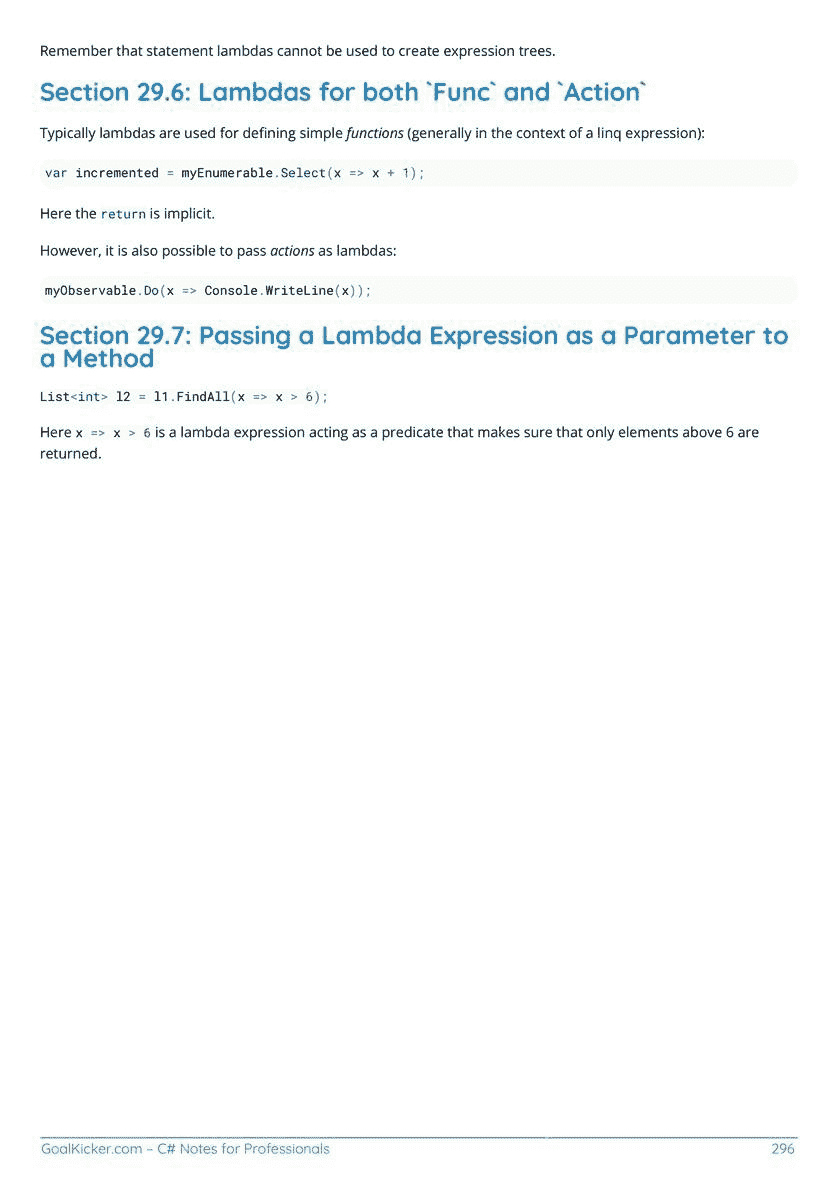 Remember that statement lambdas cannot be used to create expression trees.
Section 29.6: Lambdas for both `Func` and `Action`
Typically lambdas are used for defining simple functions (generally in the context of a linq expression):
var incremented = myEnumerable.Select(x => x + 1);
Here the return is implicit.
However, it is also possible to pass actions as lambdas:
myObservable.Do(x => Console.WriteLine(x));
Section 29.7: Passing a Lambda Expression as a Parameter to
a Method
List<int> l2 = l1.FindAll(x => x > 6);
Here x => x > 6 is a lambda expression acting as a predicate that makes sure that only elements above 6 are
returned.
GoalKicker.com – C# Notes for Professionals 296